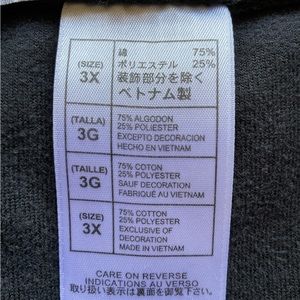 (SIZE)
3X
綿 75%
ポリエステル 25%
装飾部分を除く
ベトナム製
(TALLA)
3G
75% ALGODON
25% POLIESTER
EXCEPTO DECORACION
HECHO EN VIETNAM
(TAILLE)
3G
75% COTON
25% POLYESTER
SAUF DECORATION
FABRIQUÉ AU VIETNAM
(SIZE)
3X
75% COTTON
25% POLYESTER
EXCLUSIVE OF
DECORATION
MADE IN VIETNAM
CARE ON REVERSE
INDICATIONS AU VERSO
取り扱い表示は裏面を御覧下さい。